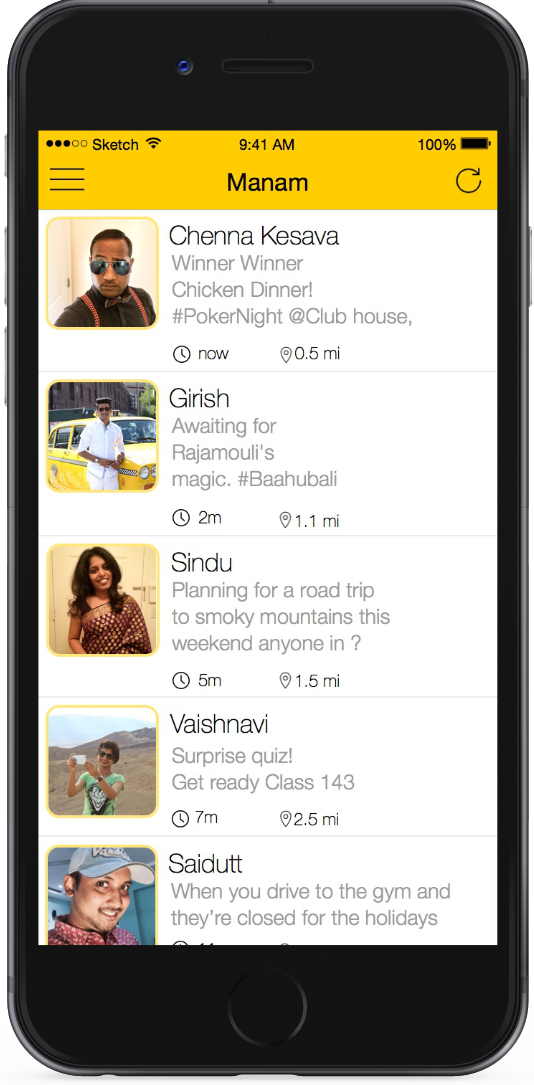 Sketch 9:41 AM 100%
Manam
Chenna Kesava
Winner Winner
Chicken Dinner!
#PokerNight @Club house,
now 0.5 mi
Girish
Awaiting for
Rajamouli's
magic. #Baahubali
2m 1.1 mi
Sindu
Planning for a road trip
to smoky mountains this
weekend anyone in ?
5m 1.5 mi
Vaishnavi
Surprise quiz!
Get ready Class 143
7m 2.5 mi
Saidutt
When you drive to the gym and
they're closed for the holidays